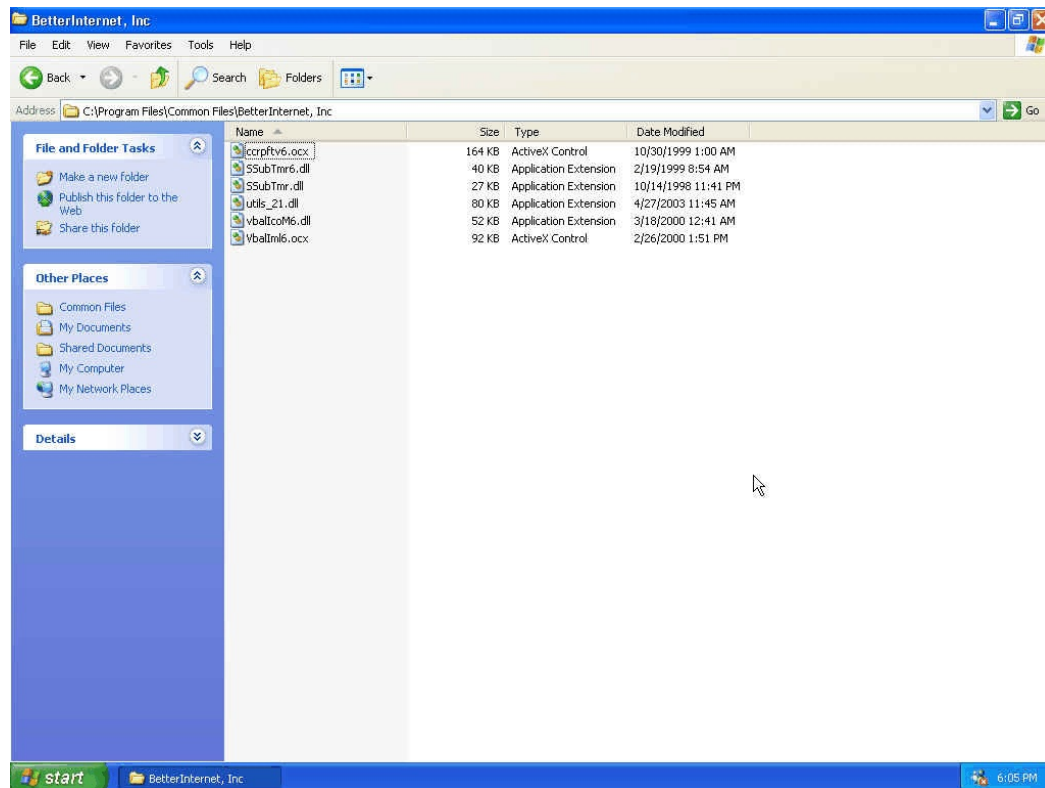 BetterInternet, Inc
File Edit View Favorites Tools Help
Back Search Folders
Address C:\Program Files\Common Files\BetterInternet, Inc Go
File and Folder Tasks
Make a new folder
Publish this folder to the
Web
Share this folder
Other Places
Common Files
My Documents
Shared Documents
My Computer
My Network Places
Details
Name Size Type Date Modified
ccrpftv6.ocx 164 KB ActiveX Control 10/30/1999 1:00 AM
SSubTmr6.dll 40 KB Application Extension 2/19/1999 8:54 AM
SSubTmr.dll 27 KB Application Extension 10/14/1998 11:41 PM
utils_21.dll 80 KB Application Extension 4/27/2003 11:45 AM
vbalIcoM6.dll 52 KB Application Extension 3/18/2000 12:41 AM
VbalIml6.ocx 92 KB ActiveX Control 2/26/2000 1:51 PM
start BetterInternet, Inc 6:05 PM